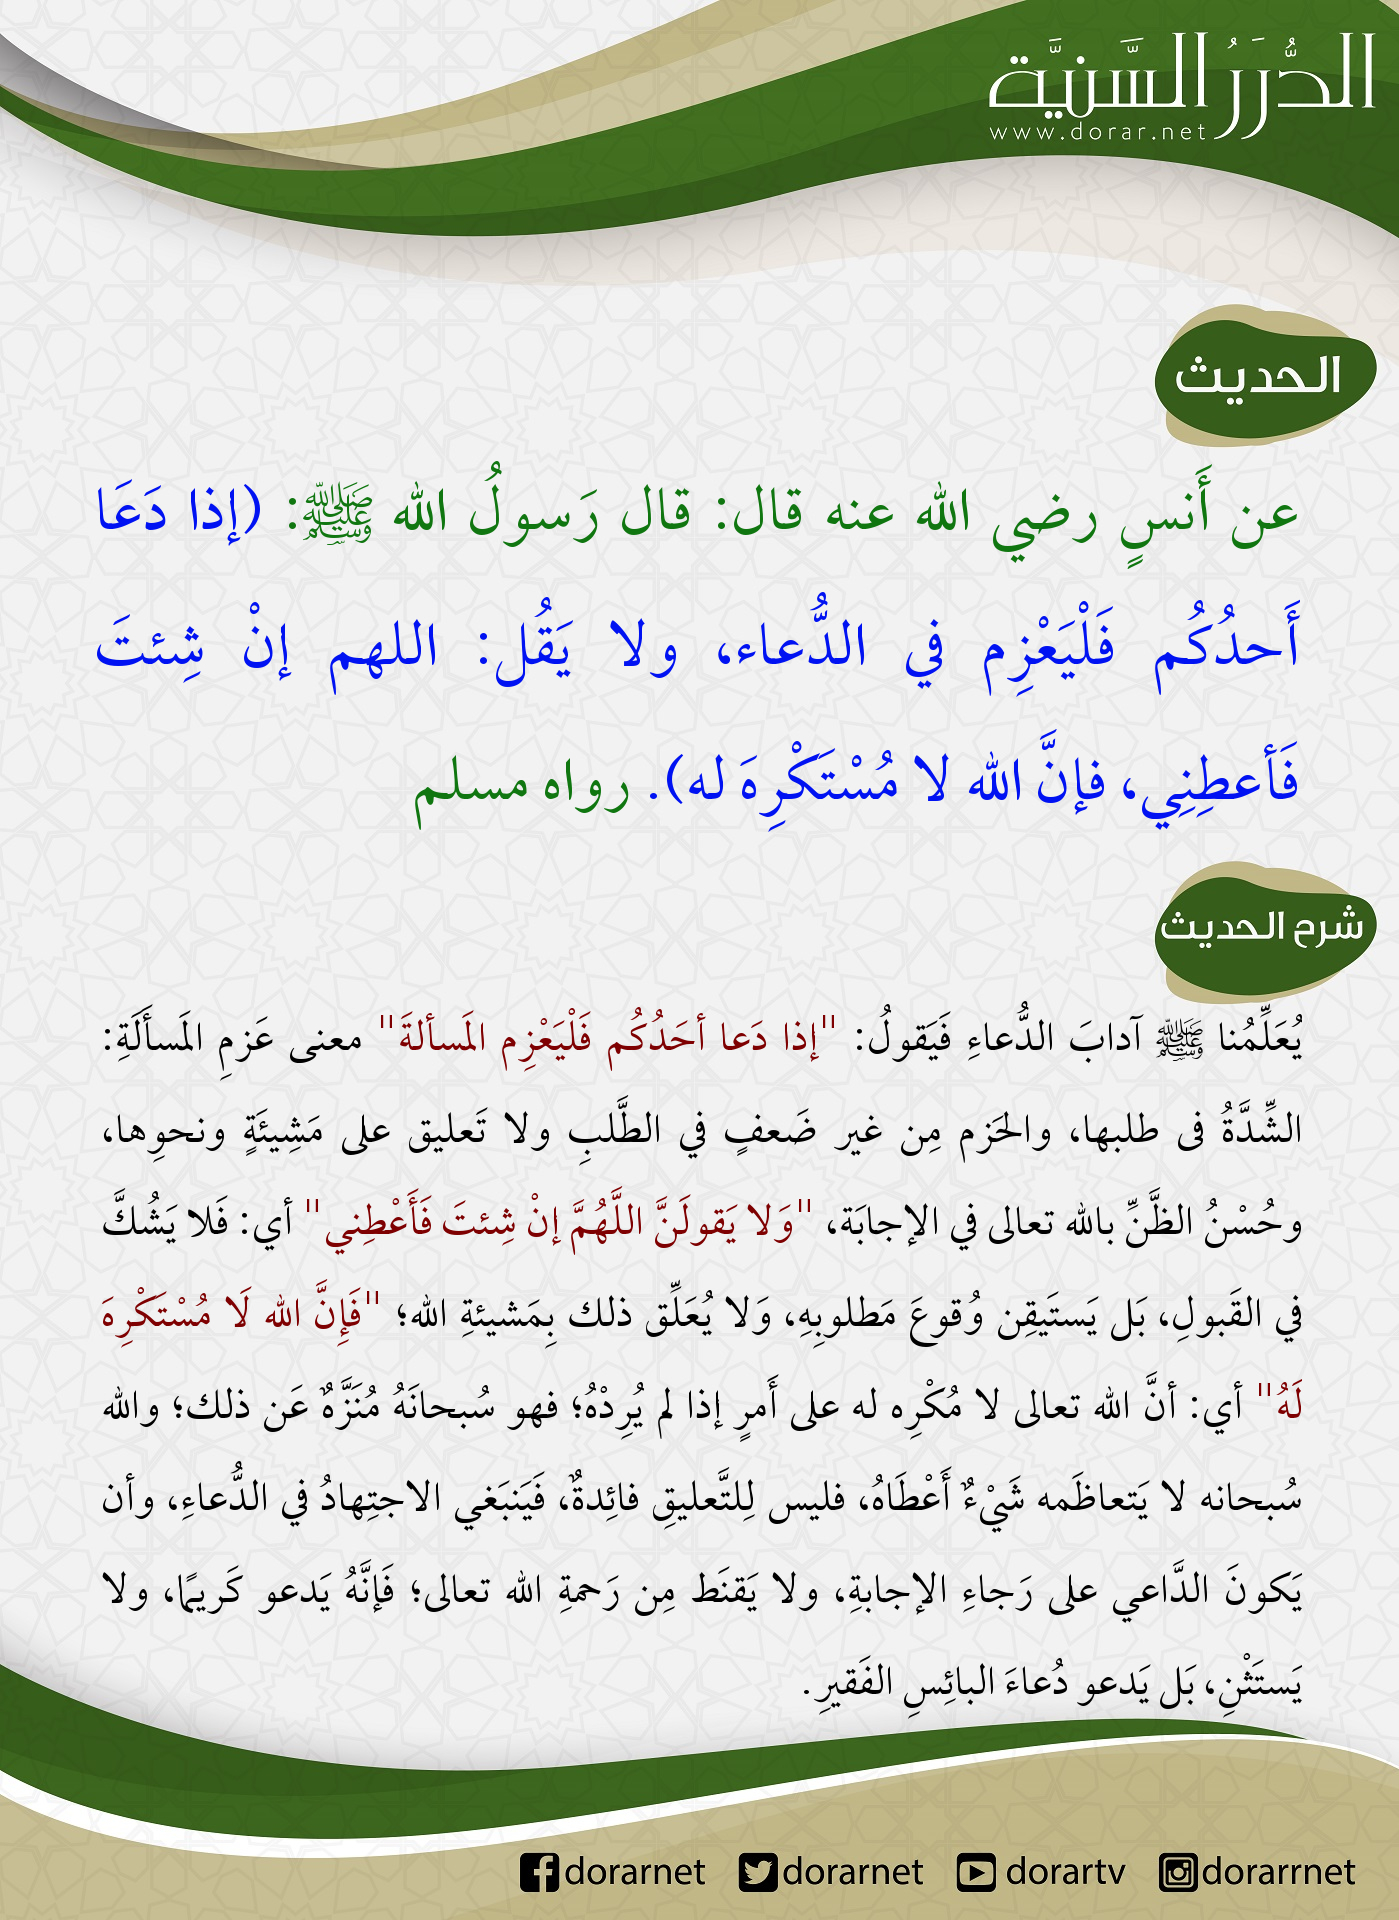 الدُّرَرُ السَّنيَّة
www.dorar.net
الحديث
عن أَنسٍ رضي الله عنه قال: قال رَسولُ الله ﷺ: (إذا دَعَا
أَحدُكُم فَلْيَعْزِم في الدُّعاء، ولا يَقُل: اللهم إنْ شِئتَ
فَأعطِنِي، فإنَّ الله لا مُسْتَكْرِهَ له). رواه مسلم
شرح الحديث
يُعَلِّمُنا ﷺ آدابَ الدُّعاءِ فَيَقولُ: "إذا دَعا أحَدُكُم فَلْيَعْزِم المَسألةَ" معنى عَزمِ المَسأَلَةِ:
الشِّدَّةُ فى طلبها، والحَزم مِن غير ضَعفٍ في الطَّلبِ ولا تَعليق على مَشِيئَةٍ ونحوِها،
وحُسْنُ الظَّنِّ بالله تعالى في الإجابَة، "وَلا يَقولَنَّ اللَّهُمَّ إنْ شِئتَ فَأَعْطِني" أي: فَلا يَشُكَّ
في القَبولِ، بَل يَستَيقِن وُقوعَ مَطلوبِهِ، وَلا يُعَلِّق ذلك بِمَشيئةِ الله؛ "فَإِنَّ الله لَا مُسْتَكْرِهَ
لَهُ" أي: أنَّ الله تعالى لا مُكْرِه له على أَمرٍ إذا لم يُرِدْهُ؛ فهو سُبحانَهُ مُنَزَّهٌ عَن ذلك؛ والله
سُبحانه لا يَتعاظَمه شَيْءٌ أَعْطَاهُ، فليس لِلتَّعليقِ فائِدةٌ، فَيَنبَغي الاجتِهادُ في الدُّعاءِ، وأن
يَكونَ الدَّاعي على رَجاءِ الإجابةِ، ولا يَقنَط مِن رَحمةِ الله تعالى؛ فَإنَّهُ يَدعو كَريمًا، ولا
يَستَثْنِ، بَل يَدعو دُعاءَ البائِسِ الفَقيرِ.
dorarnet dorarnet dorartv dorarrnet